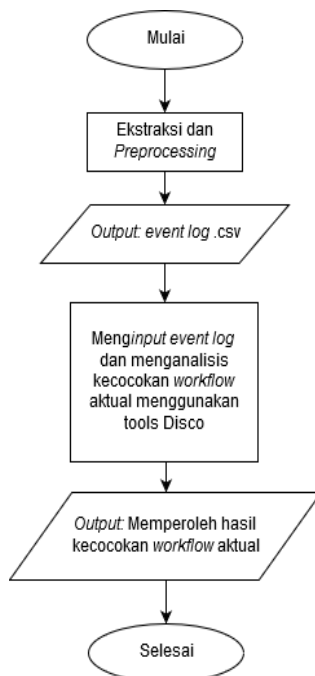 Mulai
Ekstraksi dan
Preprocessing
Output: event log .csv
Menginput event log
dan menganalisis
kecocokan workflow
aktual menggunakan
tools Disco
Output: Memperoleh hasil
kecocokan workflow aktual
Selesai